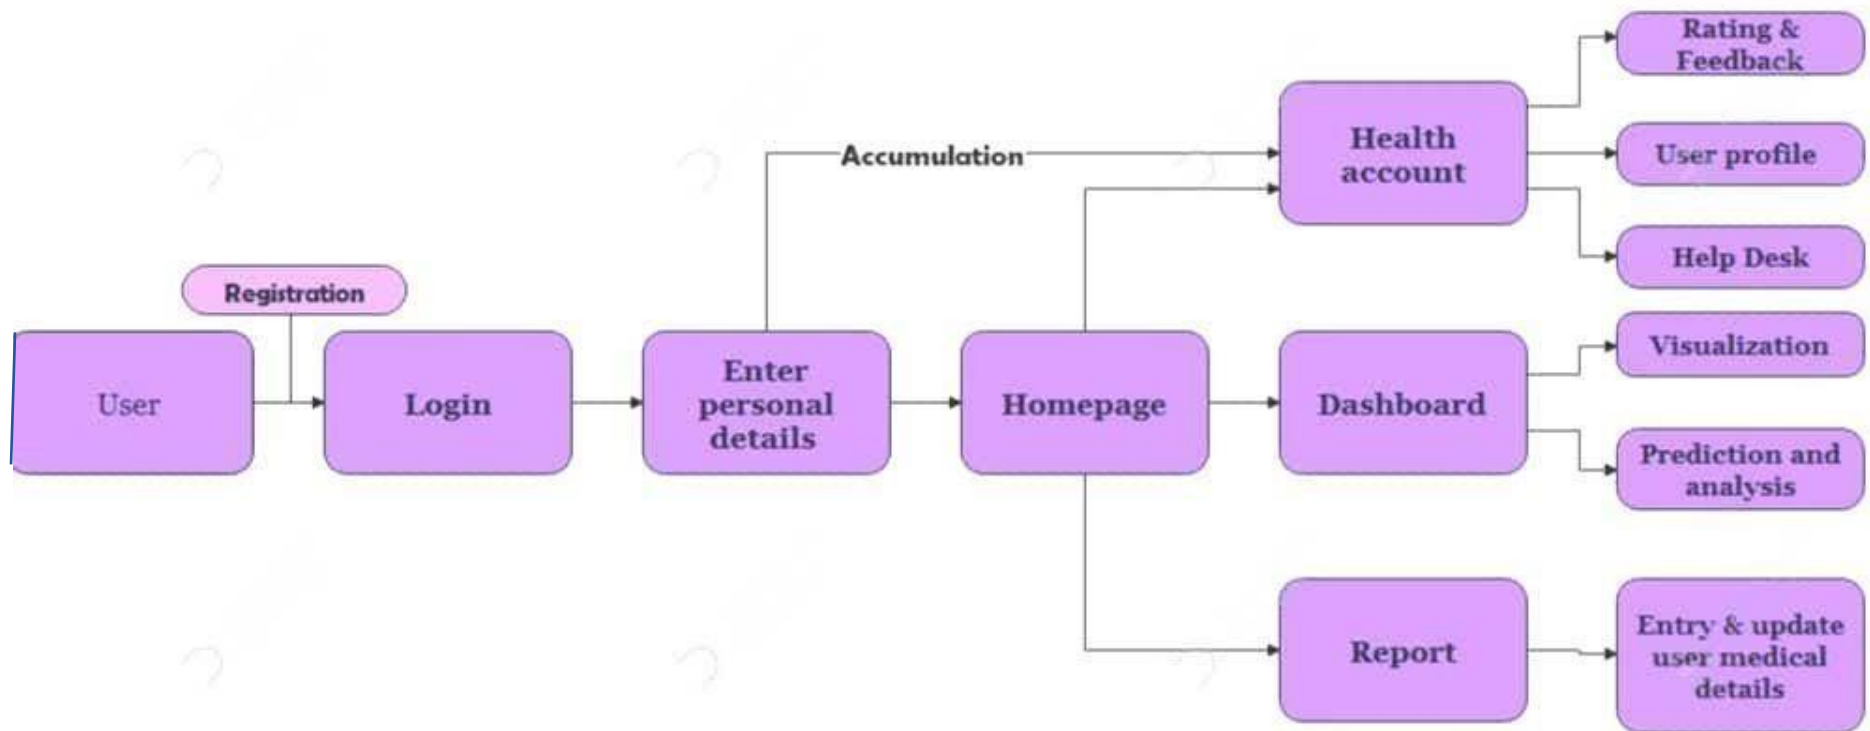 Rating &
Feedback
Health
account
Accumulation
User profile
Help Desk
Registration
User
Login
Enter
personal
details
Homepage
Dashboard
Visualization
Prediction and
analysis
Report
Entry & update
user medical
details